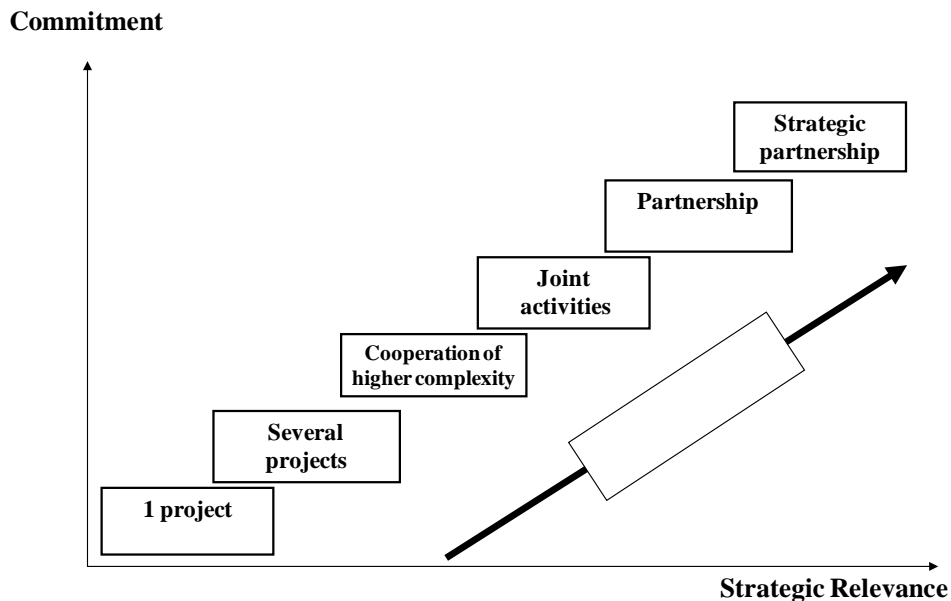 Commitment
Strategic
partnership
Partnership
Joint
activities
Cooperation of
higher complexity
Several
projects
1 project
Strategic Relevance